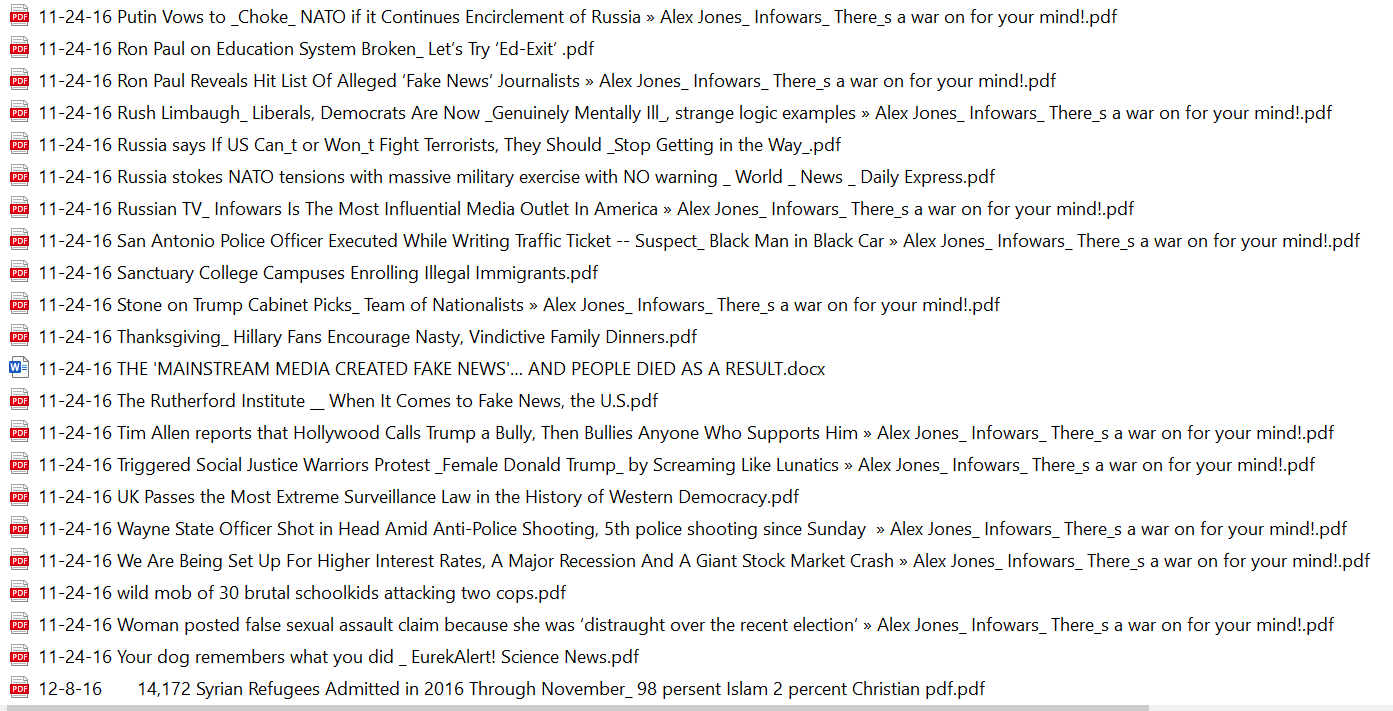 11-24-16 Putin Vows to _Choke_ NATO if it Continues Encirclement of Russia » Alex Jones_ Infowars_ There_s a war on for your mind!.pdf
11-24-16 Ron Paul on Education System Broken_ Let’s Try ‘Ed-Exit’ .pdf
11-24-16 Ron Paul Reveals Hit List Of Alleged ‘Fake News’ Journalists » Alex Jones_ Infowars_ There_s a war on for your mind!.pdf
11-24-16 Rush Limbaugh_ Liberals, Democrats Are Now _Genuinely Mentally Ill_, strange logic examples » Alex Jones_ Infowars_ There_s a war on for your mind!.pdf
11-24-16 Russia says If US Can_t or Won_t Fight Terrorists, They Should _Stop Getting in the Way_.pdf
11-24-16 Russia stokes NATO tensions with massive military exercise with NO warning _ World _ News _ Daily Express.pdf
11-24-16 Russian TV_ Infowars Is The Most Influential Media Outlet In America » Alex Jones_ Infowars_ There_s a war on for your mind!.pdf
11-24-16 San Antonio Police Officer Executed While Writing Traffic Ticket -- Suspect_ Black Man in Black Car » Alex Jones_ Infowars_ There_s a war on for your mind!.pdf
11-24-16 Sanctuary College Campuses Enrolling Illegal Immigrants.pdf
11-24-16 Stone on Trump Cabinet Picks_ Team of Nationalists » Alex Jones_ Infowars_ There_s a war on for your mind!.pdf
11-24-16 Thanksgiving_ Hillary Fans Encourage Nasty, Vindictive Family Dinners.pdf
11-24-16 THE 'MAINSTREAM MEDIA CREATED FAKE NEWS'... AND PEOPLE DIED AS A RESULT.docx
11-24-16 The Rutherford Institute __ When It Comes to Fake News, the U.S.pdf
11-24-16 Tim Allen reports that Hollywood Calls Trump a Bully, Then Bullies Anyone Who Supports Him » Alex Jones_ Infowars_ There_s a war on for your mind!.pdf
11-24-16 Triggered Social Justice Warriors Protest _Female Donald Trump_ by Screaming Like Lunatics » Alex Jones_ Infowars_ There_s a war on for your mind!.pdf
11-24-16 UK Passes the Most Extreme Surveillance Law in the History of Western Democracy.pdf
11-24-16 Wayne State Officer Shot in Head Amid Anti-Police Shooting, 5th police shooting since Sunday » Alex Jones_ Infowars_ There_s a war on for your mind!.pdf
11-24-16 We Are Being Set Up For Higher Interest Rates, A Major Recession And A Giant Stock Market Crash » Alex Jones_ Infowars_ There_s a war on for your mind!.pdf
11-24-16 wild mob of 30 brutal schoolkids attacking two cops.pdf
11-24-16 Woman posted false sexual assault claim because she was ‘distraught over the recent election’ » Alex Jones_ Infowars_ There_s a war on for your mind!.pdf
11-24-16 Your dog remembers what you did _ EurekAlert! Science News.pdf
12-8-16 14,172 Syrian Refugees Admitted in 2016 Through November_ 98 persent Islam 2 percent Christian pdf.pdf